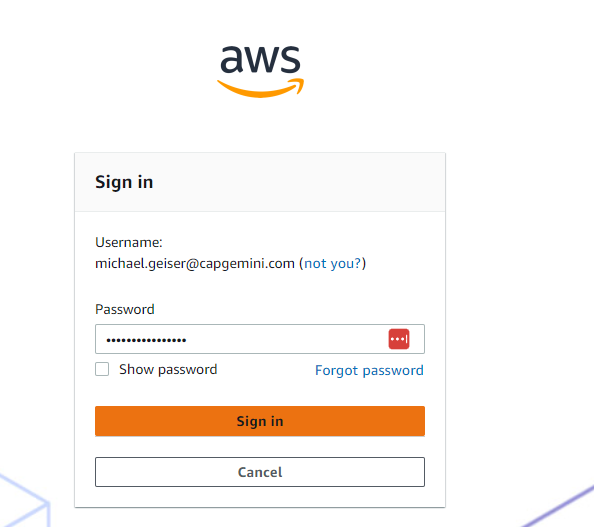 aws
Sign in
Username:
michael.geiser@capgemini.com (not you?)
Password
••••••••••••••••
Show password
Forgot password
Sign in
Cancel